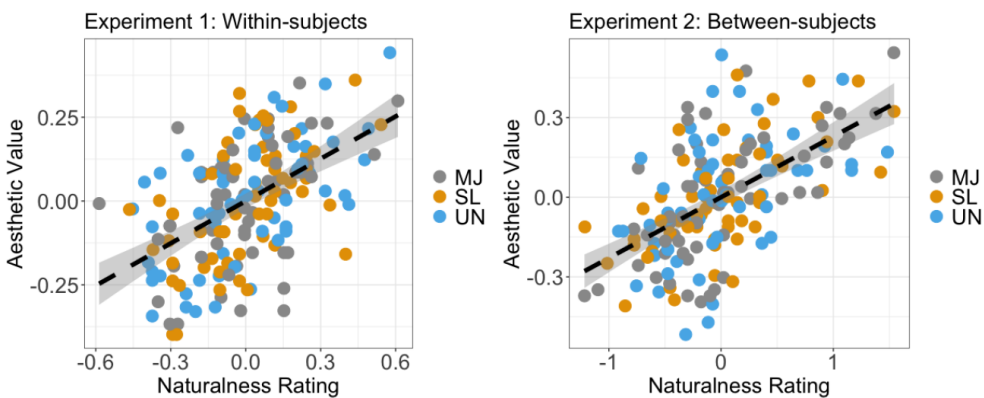 Experiment 1: Within-subjects
Aesthetic Value
0.25
0.00
-0.25
-0.6 -0.3 0.0 0.3 0.6
Naturalness Rating
MJ
SL
UN
Experiment 2: Between-subjects
Aesthetic Value
0.3
0.0
-0.3
-1 0 1
Naturalness Rating
MJ
SL
UN